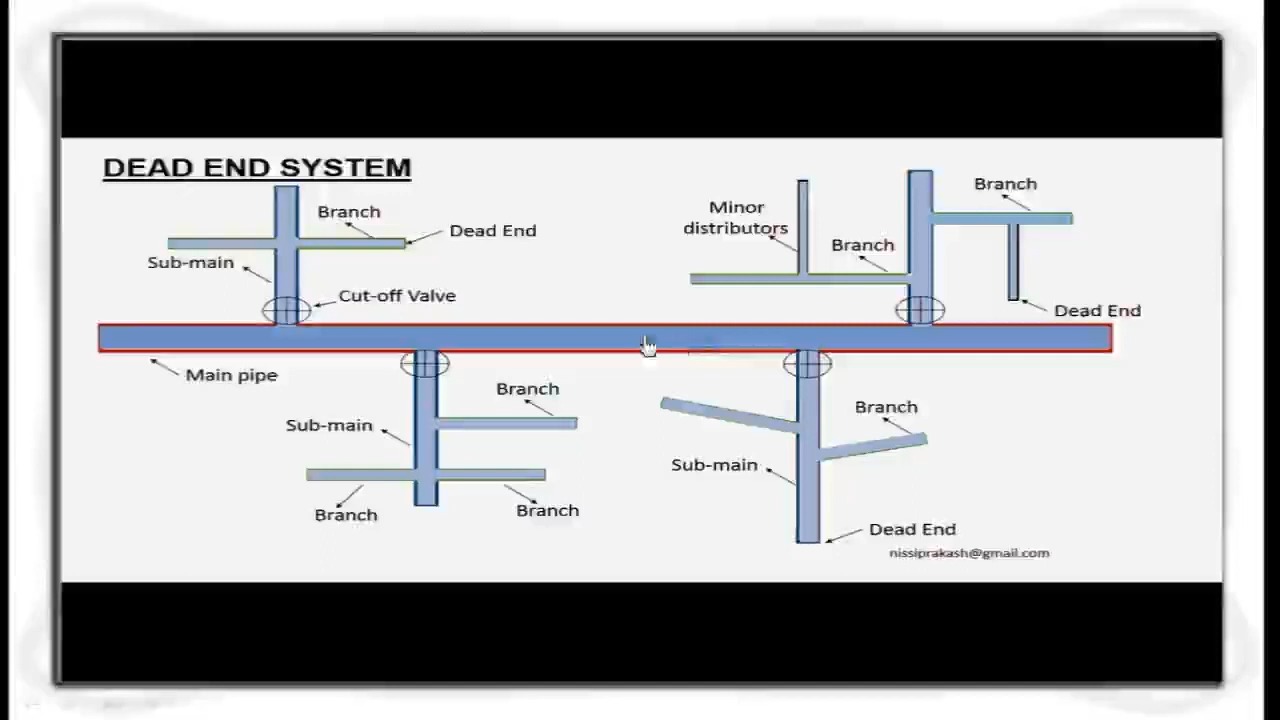 DEAD END SYSTEM
Branch
Dead End
Sub-main
Cut-off Valve
Minor
distributors
Branch
Branch
Dead End
Main pipe
Branch
Sub-main
Branch
Branch
Branch
Sub-main
Dead End
nissiprakash@gmail.com